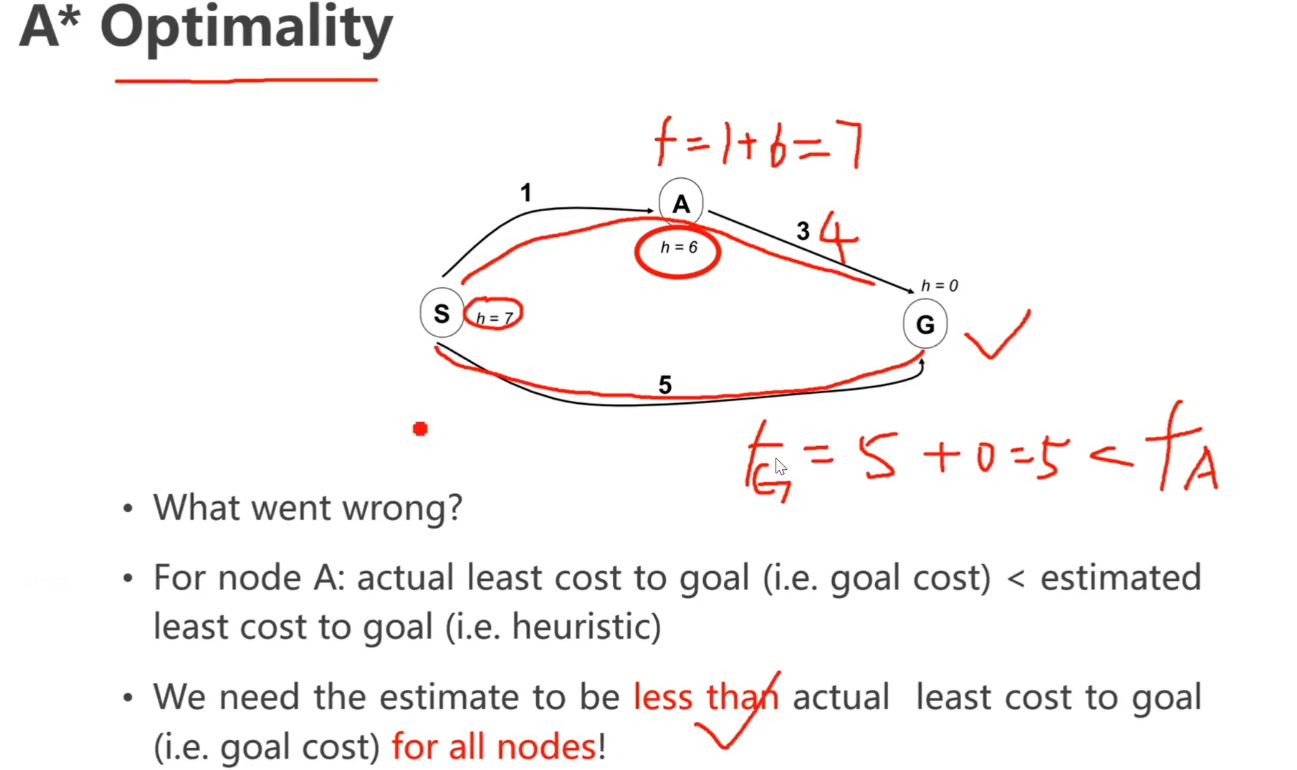 A* Optimality
f = 1 + 6 = 7
1
A
3 4
h = 6
h = 0
S
h = 7
G
5
f_G = 5 + 0 = 5 < f_A
• What went wrong?
• For node A: actual least cost to goal (i.e. goal cost) < estimated
least cost to goal (i.e. heuristic)
• We need the estimate to be less than actual least cost to goal
(i.e. goal cost) for all nodes!